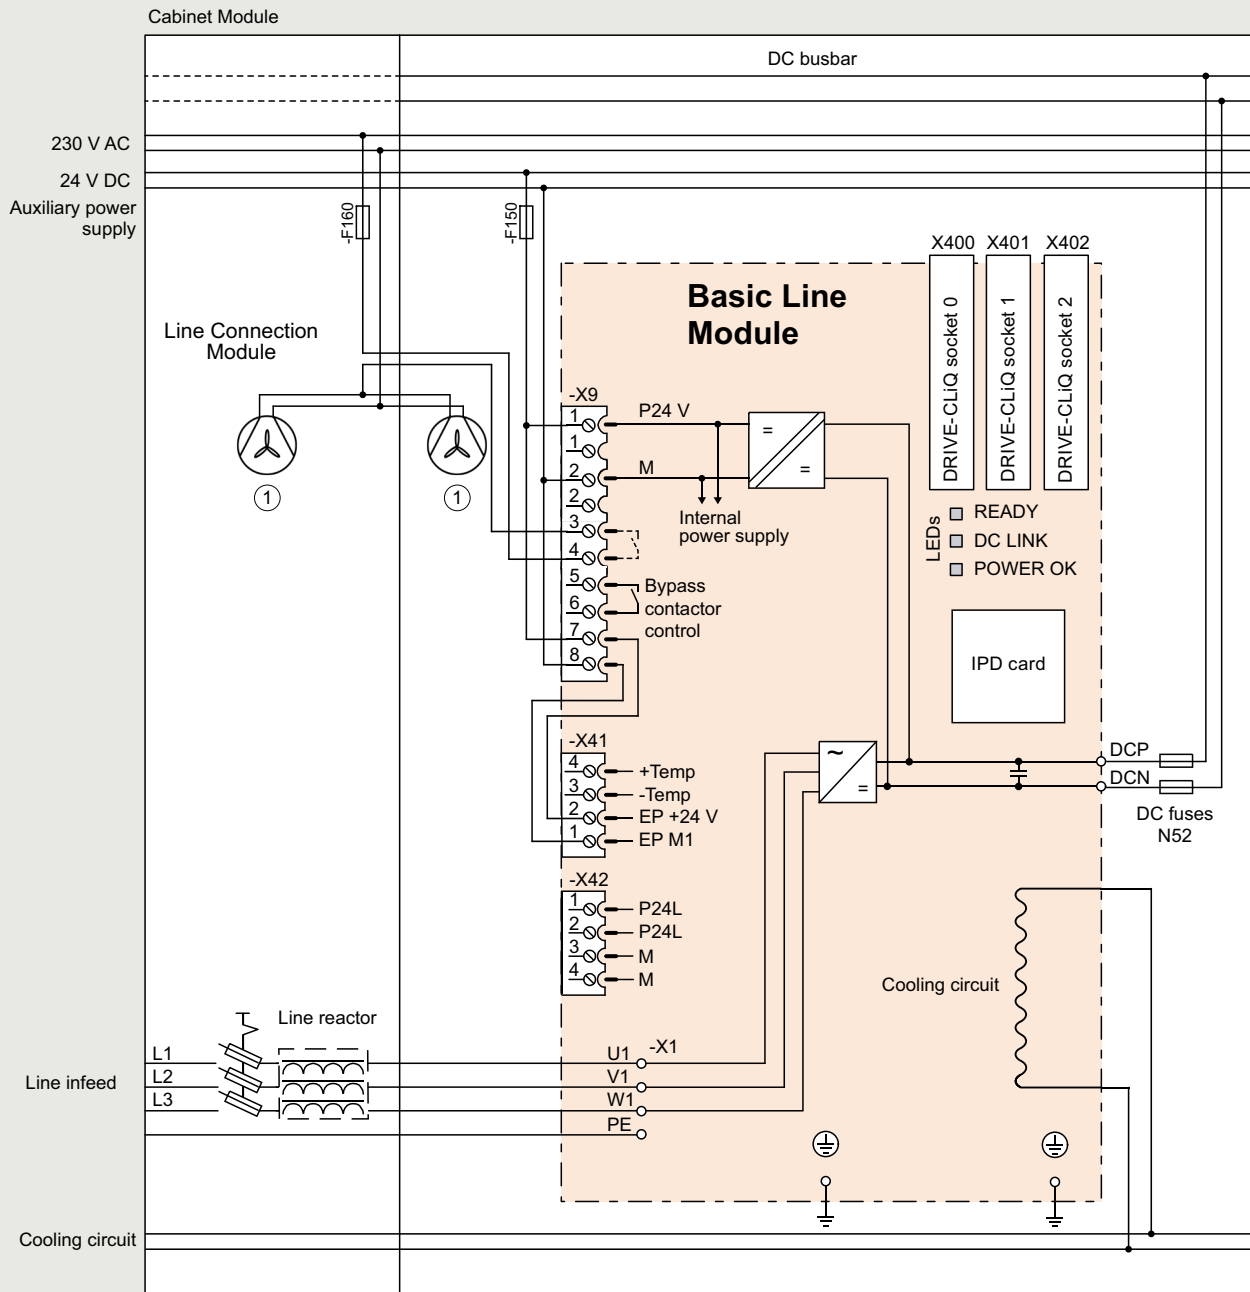 Cabinet Module
DC busbar
230 V AC
24 V DC
Auxiliary power
supply
-F160
-F150
X400
X401
X402
DRIVE-CLiQ socket 0
DRIVE-CLiQ socket 1
DRIVE-CLiQ socket 2
Basic Line
Module
Line Connection
Module
1
1
-X9
1
1
2
2
3
4
5
6
7
8
P24 V
M
=
=
Internal
power supply
Bypass
contactor
control
LEDs
READY
DC LINK
POWER OK
IPD card
-X41
4
3
2
1
+Temp
-Temp
EP +24 V
EP M1
~
=
DCP
DCN
DC fuses
N52
-X42
1
2
3
4
P24L
P24L
M
M
Cooling circuit
Line reactor
Line infeed
L1
L2
L3
U1
V1
W1
PE
-X1
Cooling circuit